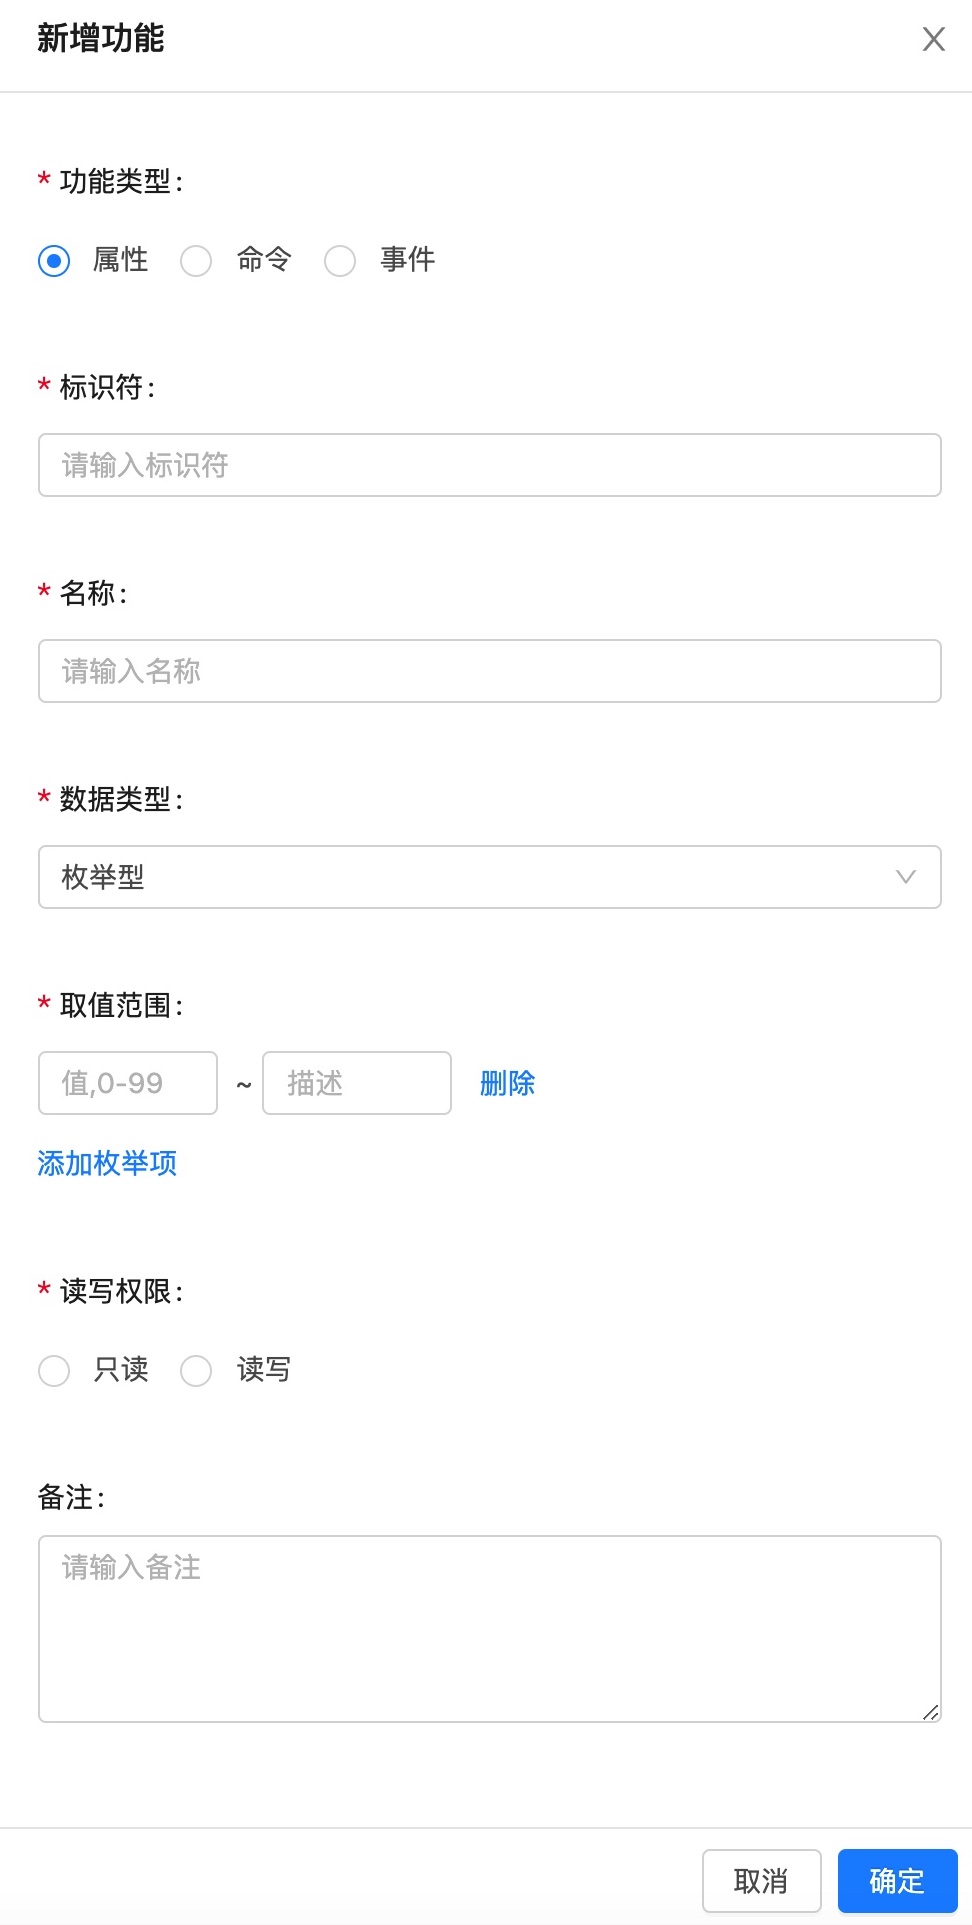 新增功能
* 功能类型:
属性 命令 事件
* 标识符:
请输入标识符
* 名称:
请输入名称
* 数据类型:
枚举型
* 取值范围:
值,0-99 ~ 描述 删除
添加枚举项
* 读写权限:
只读 读写
备注:
请输入备注
取消 确定